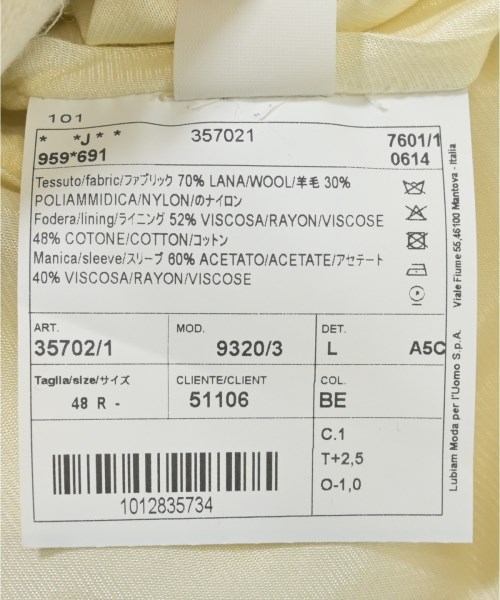 101
* *J* * 357021 7601/1
959*691 0614
Tessuto/fabric/ファブリック 70% LANA/WOOL/羊毛 30%
POLIAMMIDICA/NYLON/のナイロン
Fodera/lining/ライニング 52% VISCOSA/RAYON/VISCOSE
48% COTONE/COTTON/コットン
Manica/sleeve/スリーブ 60% ACETATO/ACETATE/アセテート
40% VISCOSA/RAYON/VISCOSE
ART. MOD. DET.
35702/1 9320/3 L A5C
Taglia/size/サイズ CLIENTE/CLIENT COL.
48 R - 51106 BE
C.1
T+2,5
O-1,0
1012835734
Lubiam Moda per l'Uomo S.p.A. Viale Fiume 55,46100 Mantova - Italia